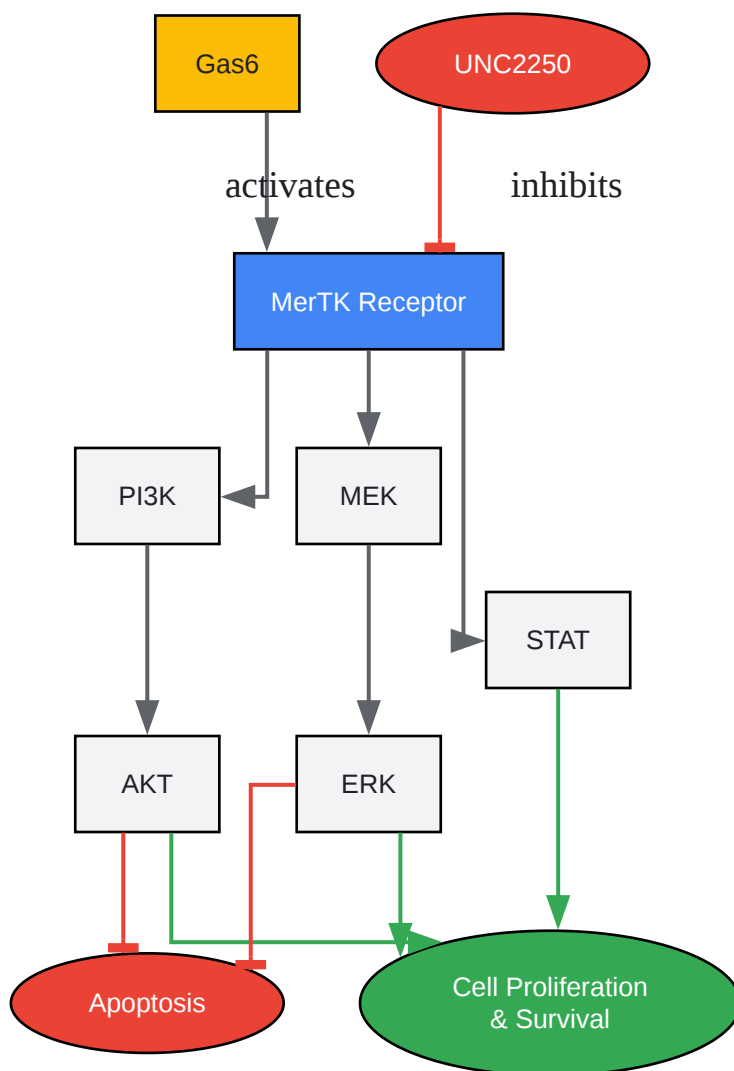 Gas6
UNC2250
activates
inhibits
MerTK Receptor
PI3K
MEK
STAT
AKT
ERK
Apoptosis
Cell Proliferation
& Survival